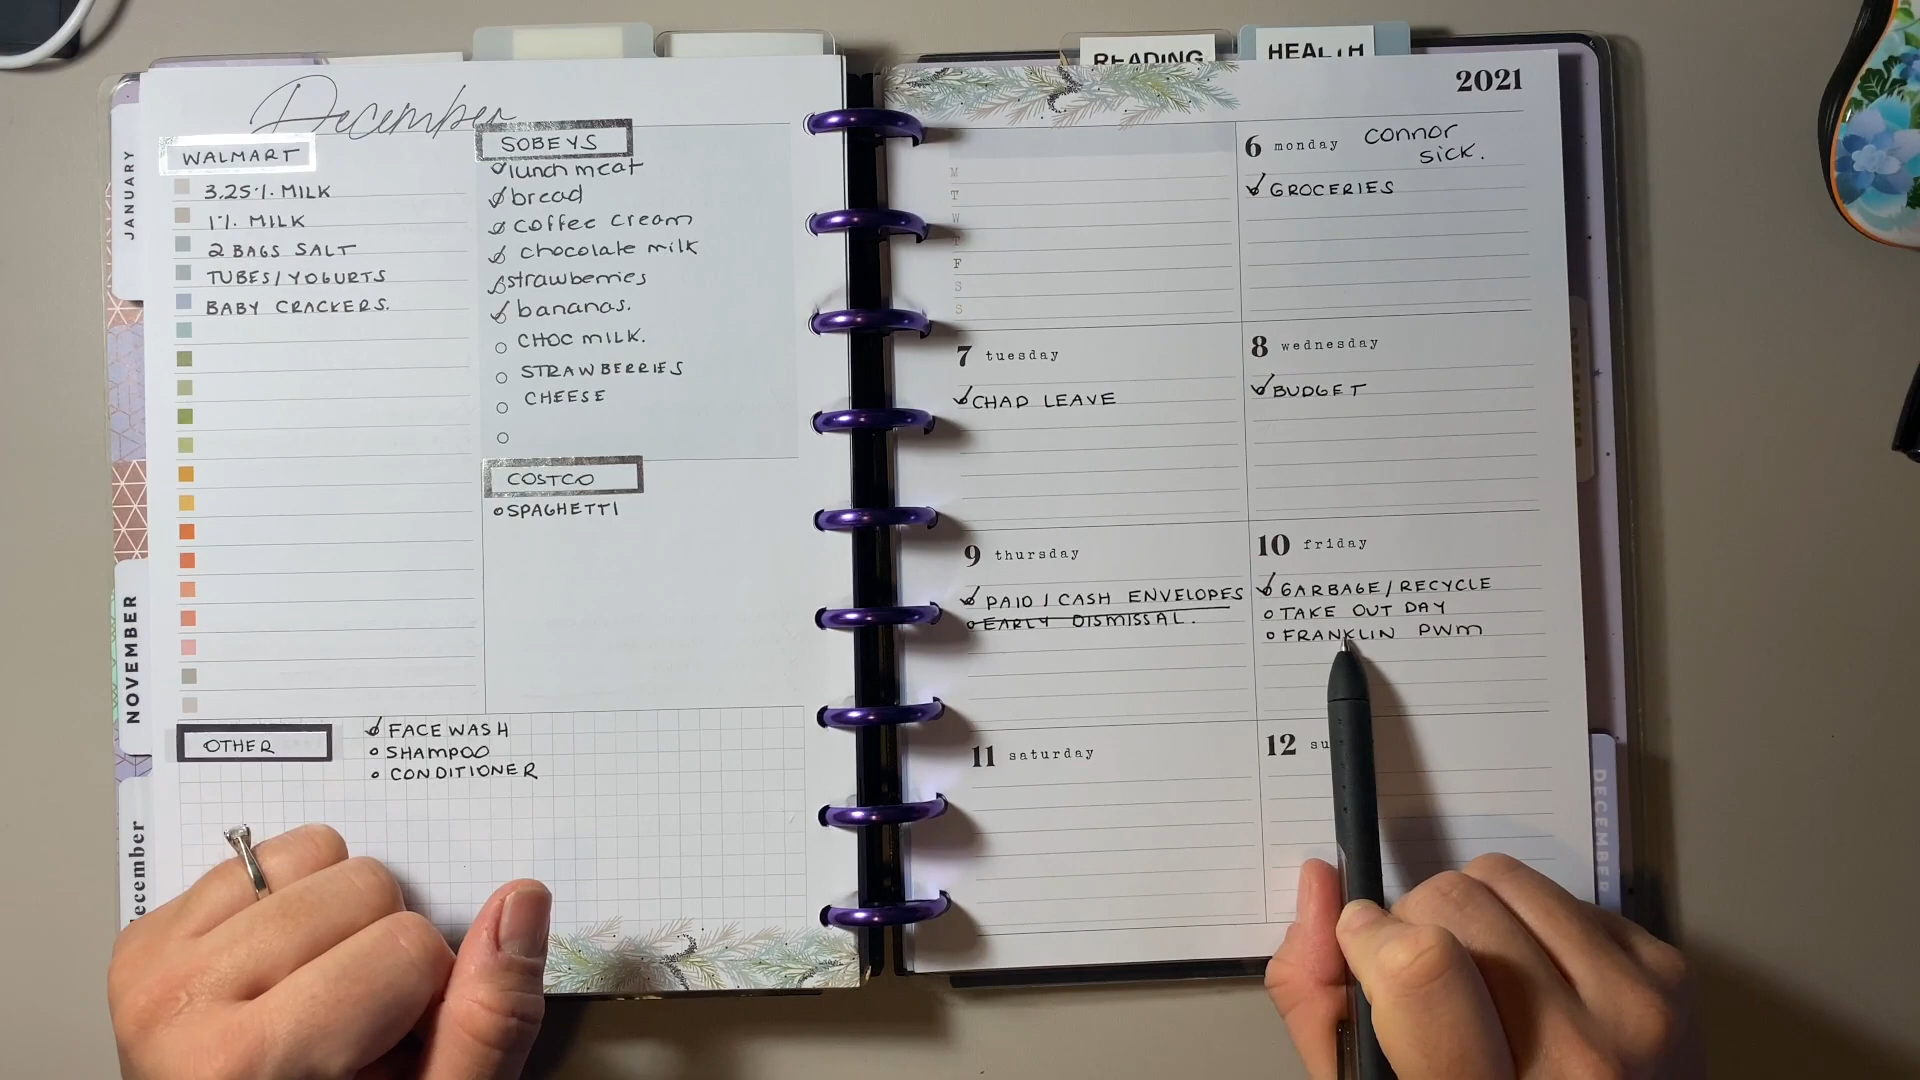 READING
HEALTH
JANUARY
NOVEMBER
December
WALMART
3.25% MILK
1% MILK
2 BAGS SALT
TUBES/YOGURTS
BABY CRACKERS.
SOBEYS
lunch meat
bread
coffee cream
chocolate milk
strawberries
bananas.
CHOC MILK.
STRAWBERRIES
CHEESE
COSTCO
SPAGHETTI
OTHER
FACE WASH
SHAMPOO
CONDITIONER
2021
M
T
W
T
F
S
S
6 monday connor
sick.
GROCERIES
7 tuesday
CHAD LEAVE
8 wednesday
BUDGET
9 thursday
PAID / CASH ENVELOPES
EARLY DISMISSAL.
10 friday
GARBAGE/RECYCLE
TAKE OUT DAY
FRANKLIN PWM
11 saturday
12 su
DECEMBER